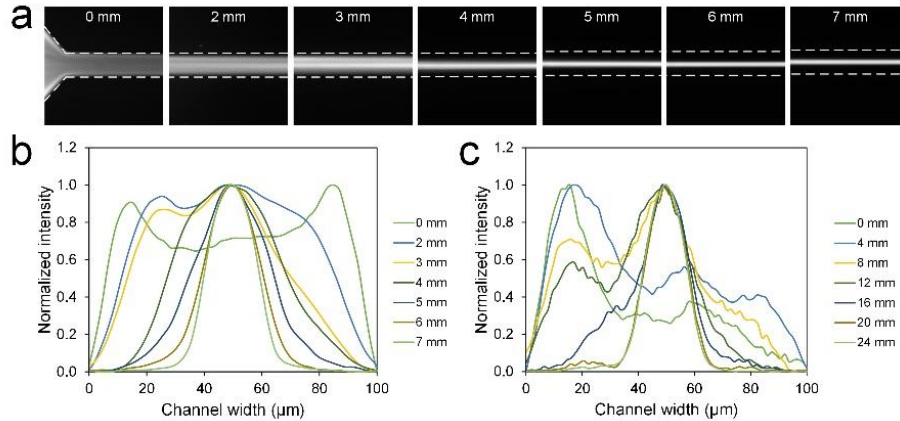 a
0 mm 2 mm 3 mm 4 mm 5 mm 6 mm 7 mm
b
1.2
1.0
0.8
0.6
0.4
0.2
0.0
Normalized intensity
0 20 40 60 80 100
Channel width (µm)
0 mm
2 mm
3 mm
4 mm
5 mm
6 mm
7 mm
c
1.2
1.0
0.8
0.6
0.4
0.2
0.0
Normalized intensity
0 20 40 60 80 100
Channel width (µm)
0 mm
4 mm
8 mm
12 mm
16 mm
20 mm
24 mm